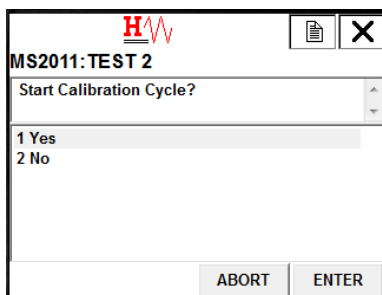 H
MS2011:TEST 2
Start Calibration Cycle?
1 Yes
2 No
ABORT ENTER